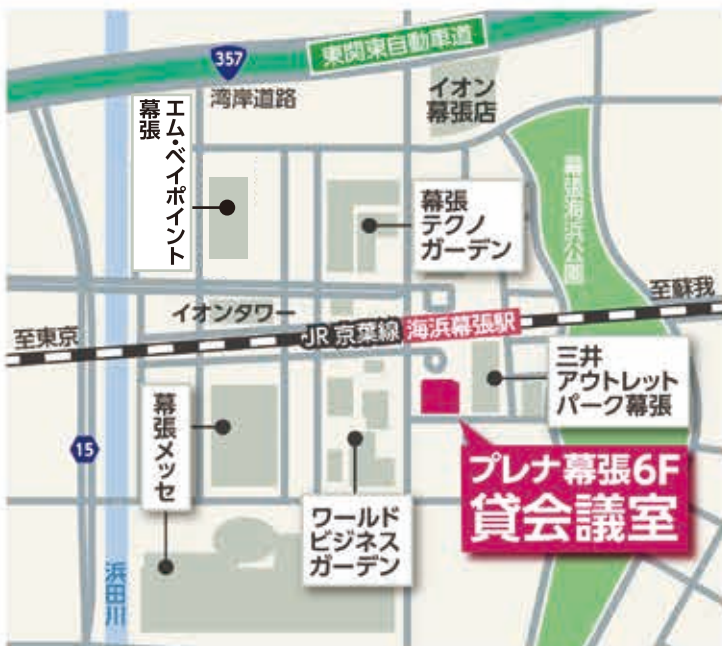 東関東自動車道
357
湾岸道路
イオン
幕張店
エム・ベイポイント
幕張
幕張
テクノ
ガーデン
幕張海浜公園
イオンタワー
至蘇我
至東京
JR 京葉線 海浜幕張駅
三井
アウトレット
パーク幕張
幕張メッセ
15
プレナ幕張6F
貸会議室
ワールド
ビジネス
ガーデン
浜田川